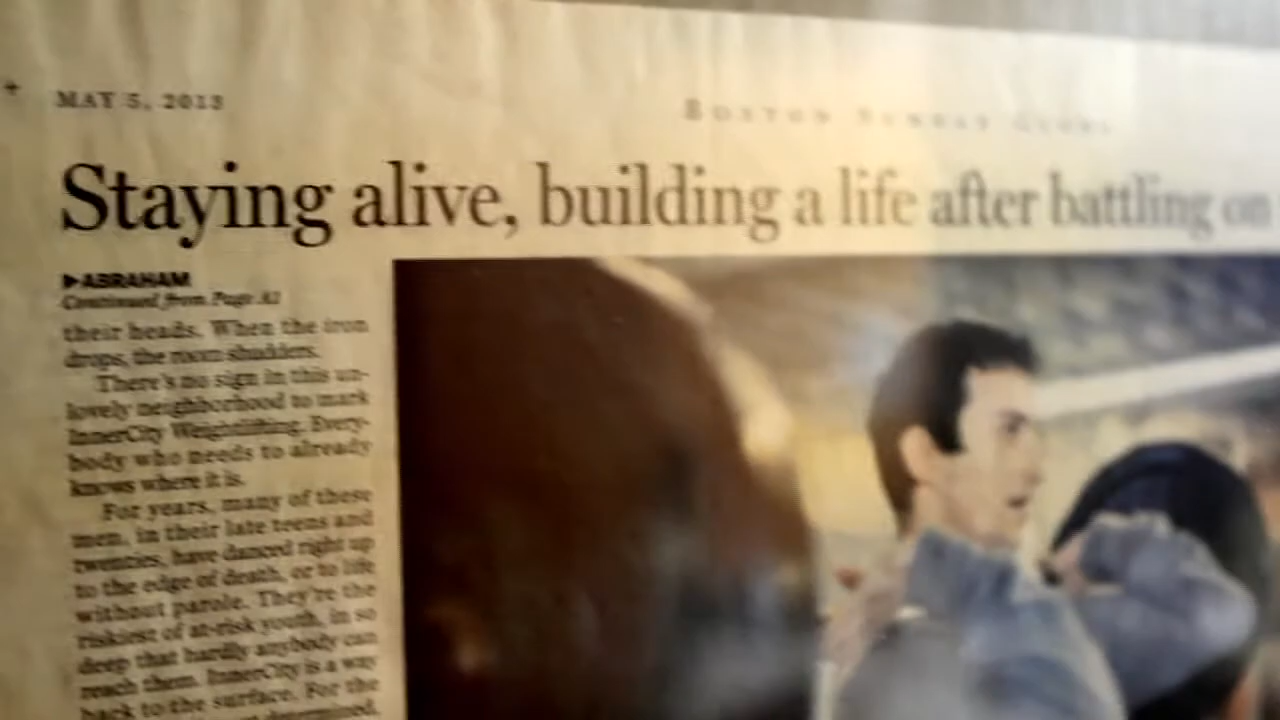 MAY 5, 2013
BOSTON SUNDAY GLOBE
Staying alive, building a life after battling on
▶ABRAHAM
Continued from Page A1
their heads. When the iron
drops, the room shudders.
There's no sign in this un-
lovely neighborhood to mark
InnerCity Weightlifting. Every-
body who needs to already
knows where it is.
For years, many of these
men, in their late teens and
twenties, have danced right up
to the edge of death, or to life
without parole. They're the
riskiest of at-risk youth, in so
deep that hardly anybody can
reach them. InnerCity is a way
back to the surface. For the
determined,